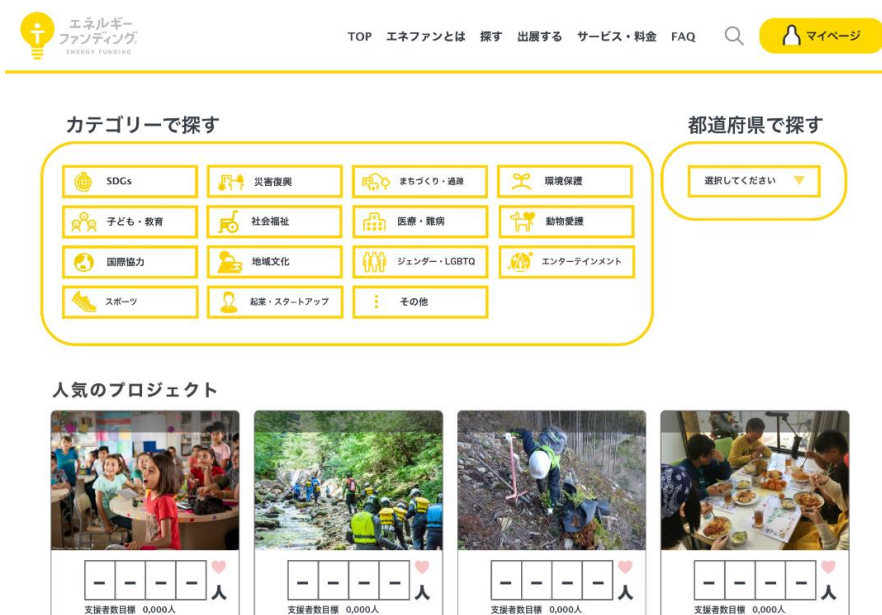 エネルギー
ファンディング
ENERGY FUNDING
TOP エネファンとは 探す 出展する サービス・料金 FAQ マイページ
カテゴリーで探す
都道府県で探す
SDGs 災害復興 まちづくり・過疎 環境保護
選択してください
子ども・教育 社会福祉 医療・難病 動物愛護
国際協力 地域文化 ジェンダー・LGBTQ エンターテインメント
スポーツ 起業・スタートアップ その他
人気のプロジェクト
- - - - 人 - - - - 人 - - - - 人 - - - - 人
支援者数目標 0,000人 支援者数目標 0,000人 支援者数目標 0,000人 支援者数目標 0,000人